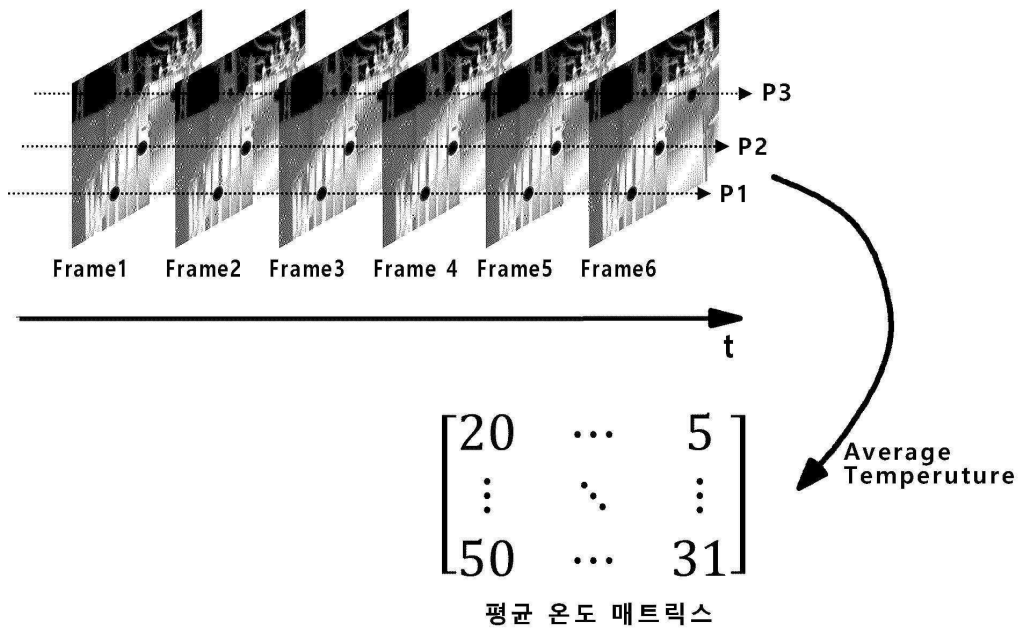 P3
P2
P1
Frame1 Frame2 Frame3 Frame 4 Frame5 Frame6
t
20 ⋯ 5
⋮ ⋱ ⋮
50 ⋯ 31
Average
Temperuture
평균 온도 매트릭스